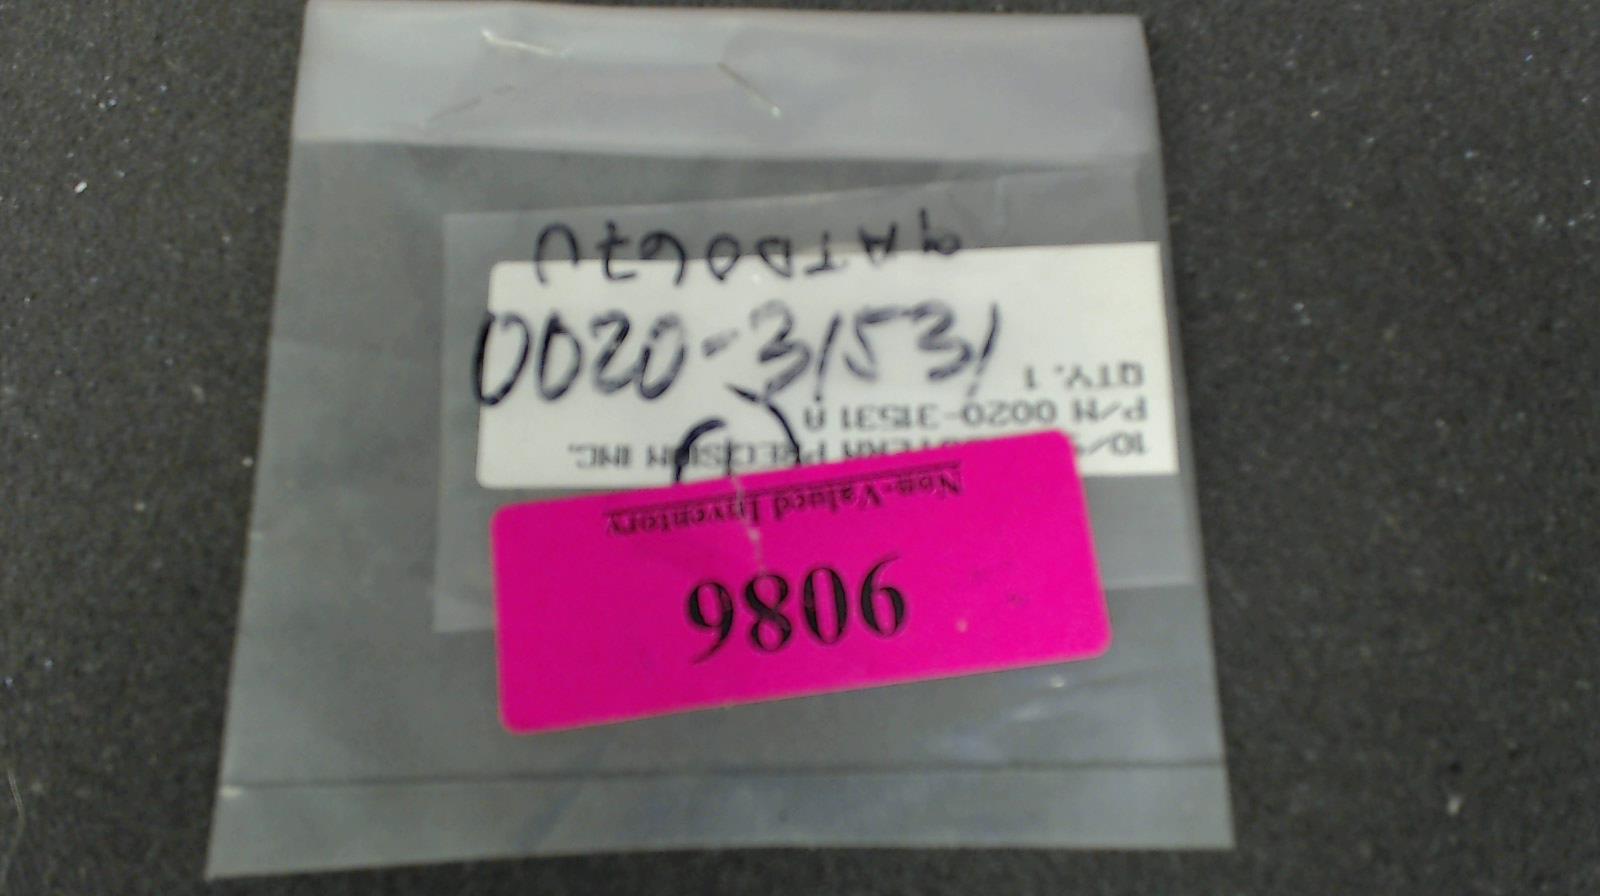 0020-31531
PRECISION INC.
P/N 0020-31531 A
QTY. 1
Non-Valued Inventory
9086